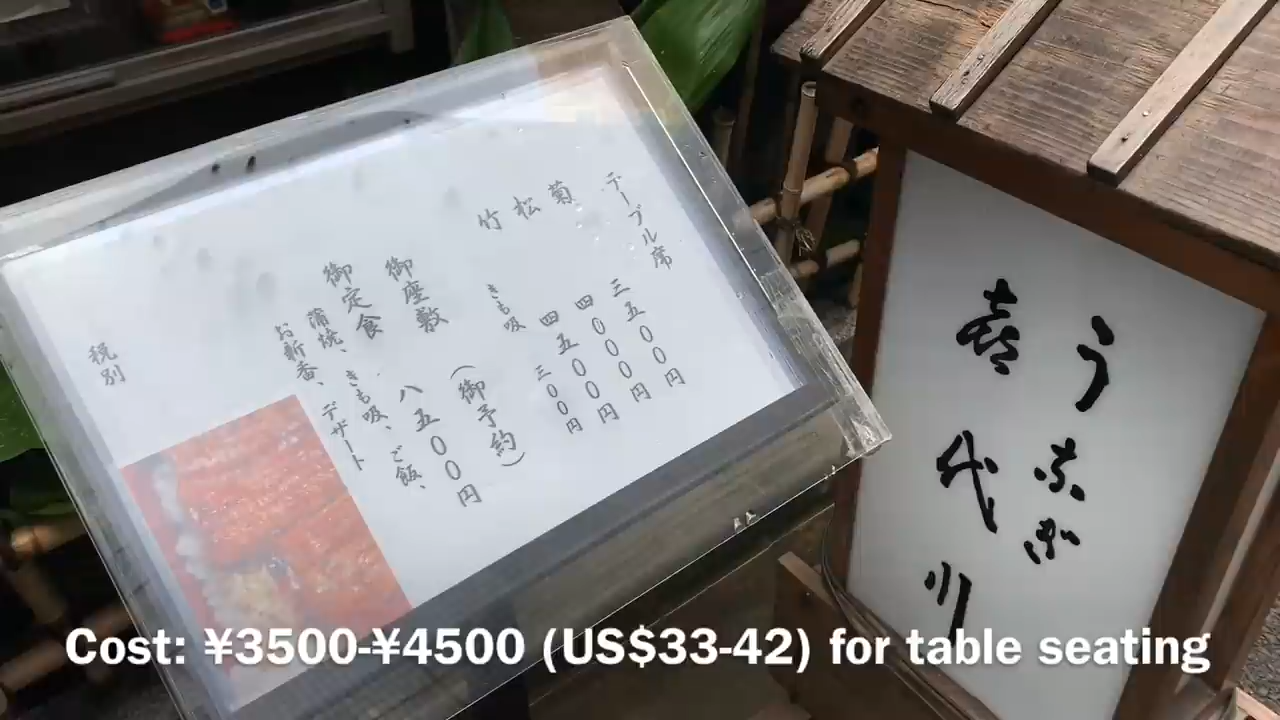 テーブル席
菊 三五〇〇円
松 四〇〇〇円
竹 四五〇〇円
きも吸 三〇〇円
御座敷 (御予約)
御定食 八五〇〇円
蒲焼、きも吸、ご飯、
お新香、デザート
税別
うなぎ
喜代川
Cost: ¥3500-¥4500 (US$33-42) for table seating